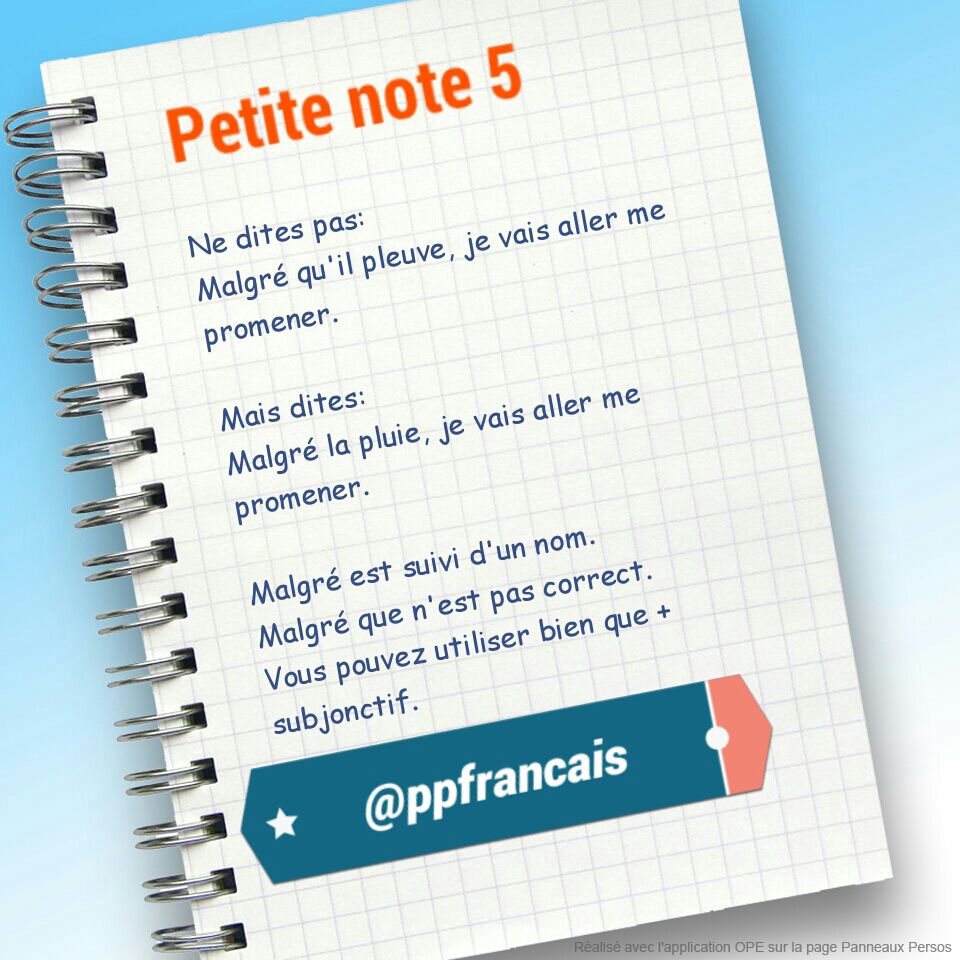 Petite note 5
Ne dites pas:
Malgré qu'il pleuve, je vais aller me
promener.
Mais dites:
Malgré la pluie, je vais aller me
promener.
Malgré est suivi d'un nom.
Malgré que n'est pas correct.
Vous pouvez utiliser bien que +
subjonctif.
@ppfrancais
Réalisé avec l'application OPE sur la page Panneaux Persos